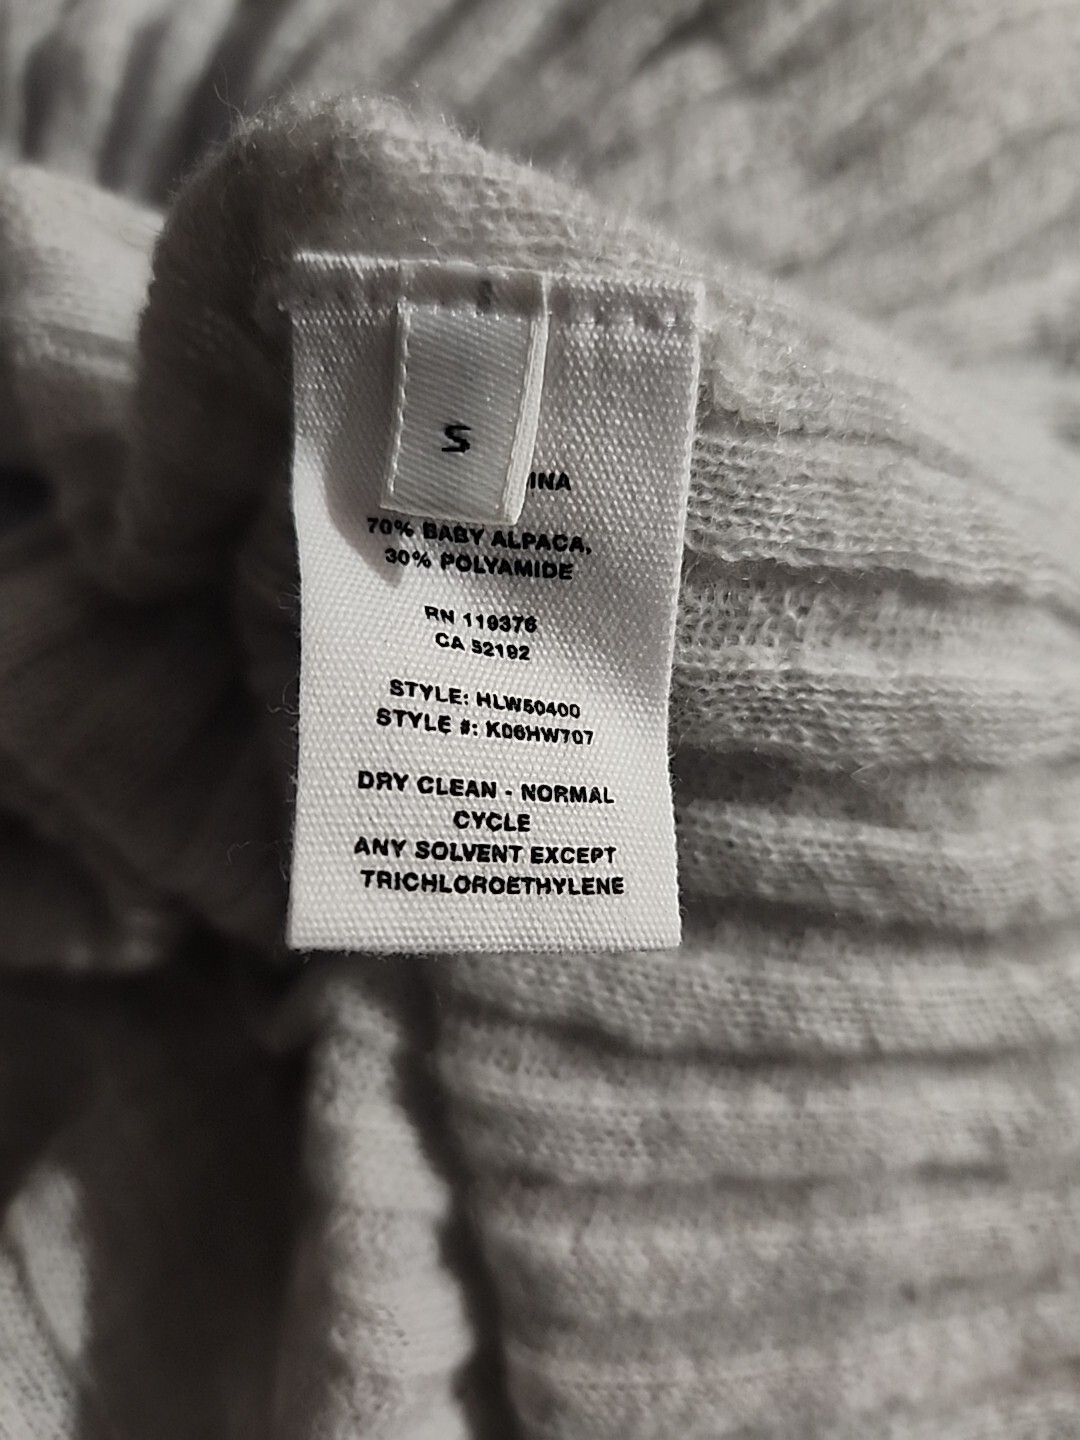 S
INA
70% BABY ALPACA,
30% POLYAMIDE
RN 119376
CA 52192
STYLE: HLW50400
STYLE #: K06HW707
DRY CLEAN - NORMAL
CYCLE
ANY SOLVENT EXCEPT
TRICHLOROETHYLENE